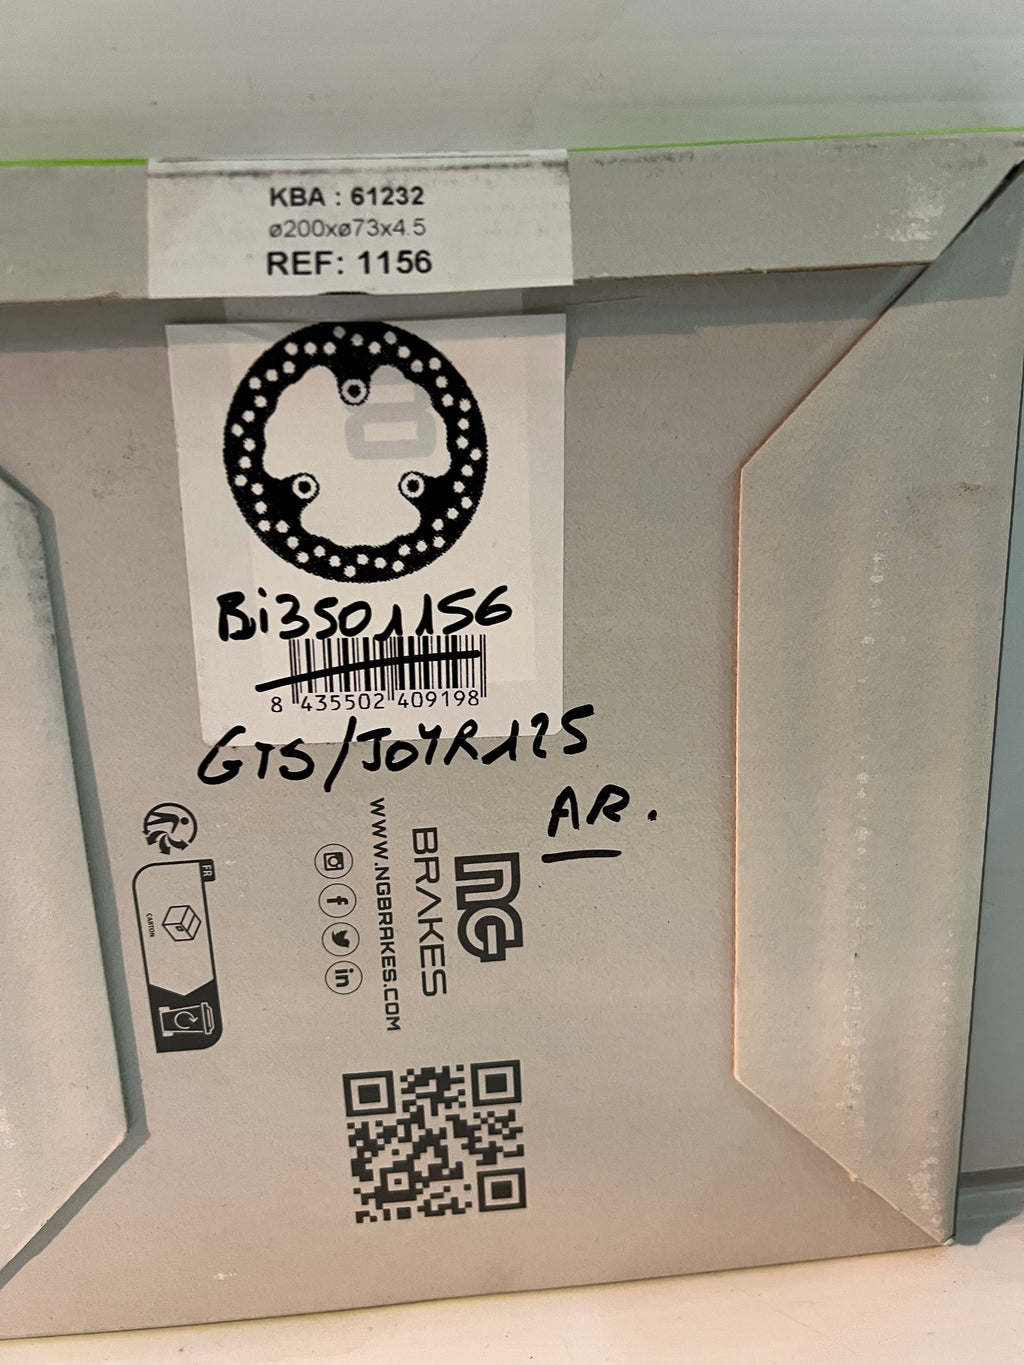 KBA : 61232
ø200xø73x4.5
REF: 1156
Bi3501156
8 435502 409198
GTS/JOYR125
AR.
NG
BRAKES
WWW.NGBRAKES.COM
FR
CARTON